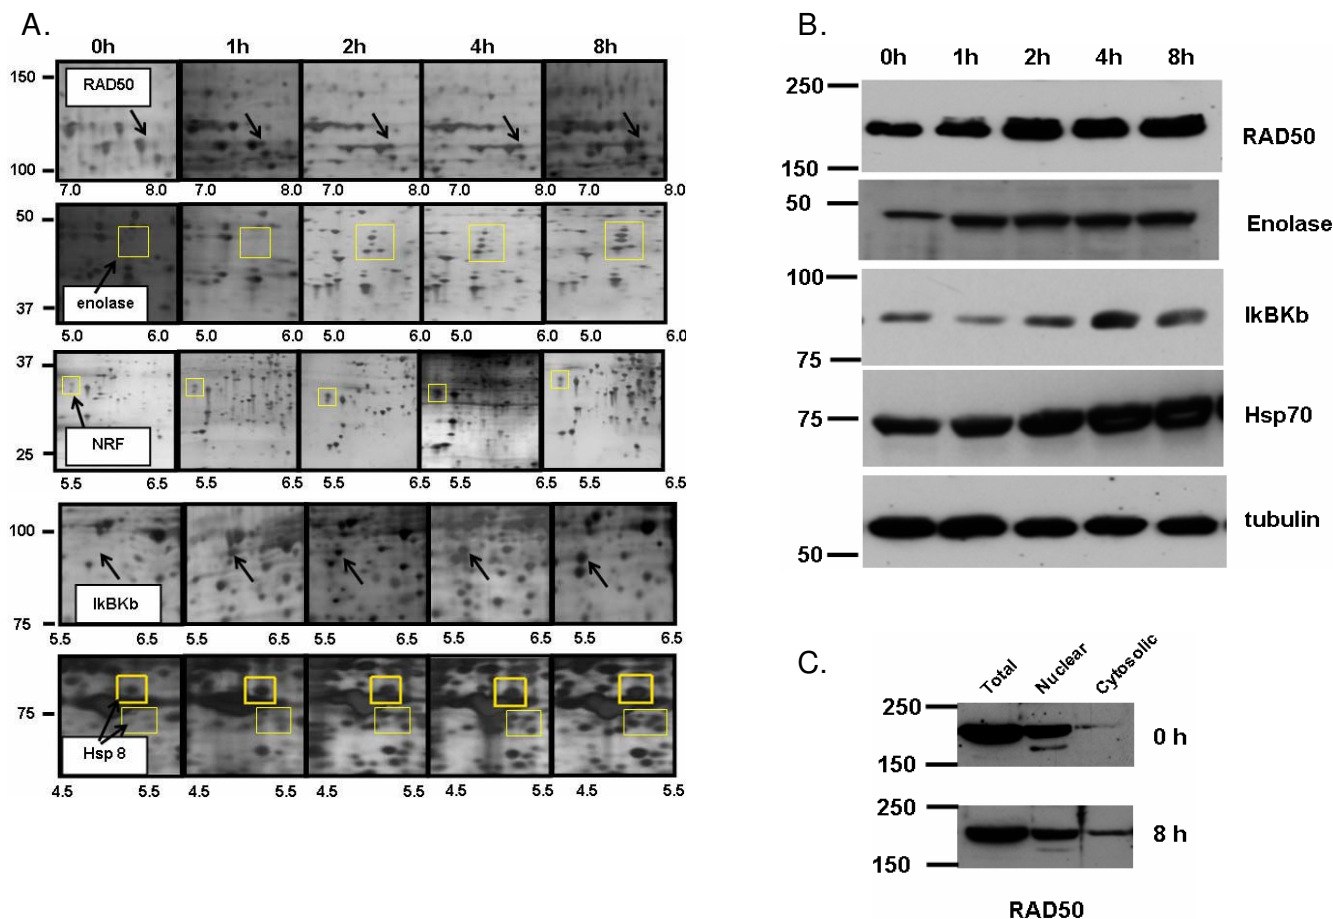 A.
0h 1h 2h 4h 8h
150
RAD50
100
7.0 8.0 7.0 8.0 7.0 8.0 7.0 8.0 7.0 8.0
50
enolase
37
5.0 6.0 5.0 6.0 5.0 6.0 5.0 6.0 5.0 6.0
37
NRF
25
5.5 6.5 5.5 6.5 5.5 6.5 5.5 6.5 5.5 6.5
100
IkBKb
75
5.5 6.5 5.5 6.5 5.5 6.5 5.5 6.5 5.5 6.5
75
Hsp 8
4.5 5.5 4.5 5.5 4.5 5.5 4.5 5.5 4.5 5.5
B.
0h 1h 2h 4h 8h
250
RAD50
150
50
Enolase
100
IkBKb
75
75
Hsp70
tubulin
50
C.
Total Nuclear Cytosolic
250
0 h
150
250
8 h
150
RAD50